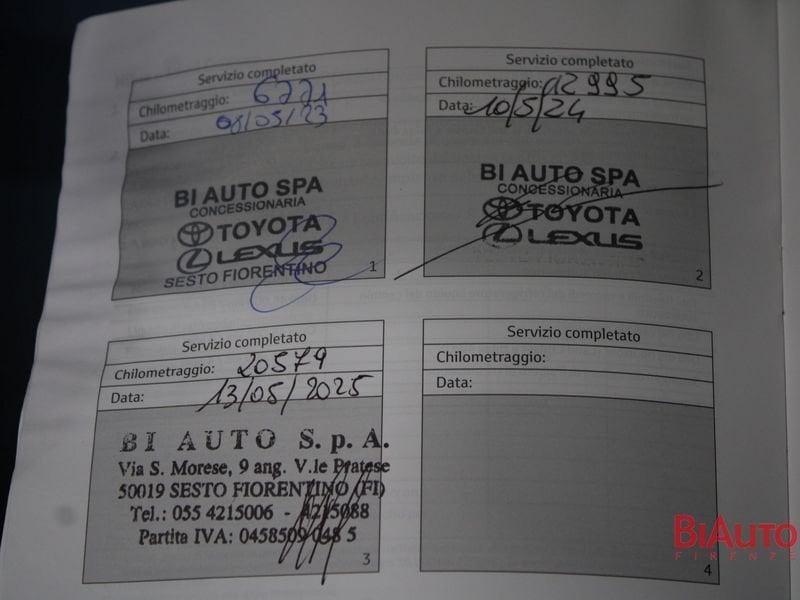 Servizio completato
Chilometraggio: 6771
Data: 08/05/23
BI AUTO SPA
CONCESSIONARIA
TOYOTA
LEXUS
SESTO FIORENTINO
1
Servizio completato
Chilometraggio: 12995
Data: 10/5/24
BI AUTO SPA
CONCESSIONARIA
TOYOTA
LEXUS
2
Servizio completato
Chilometraggio: 20579
Data: 13/05/2025
BI AUTO S.p.A.
Via S. Morese, 9 ang. V.le Pratese
50019 SESTO FIORENTINO (FI)
Tel.: 055 4215006 - 4215088
Partita IVA: 0458509 048 5
3
Servizio completato
Chilometraggio:
Data:
4
BIAUTO
FIRENZE